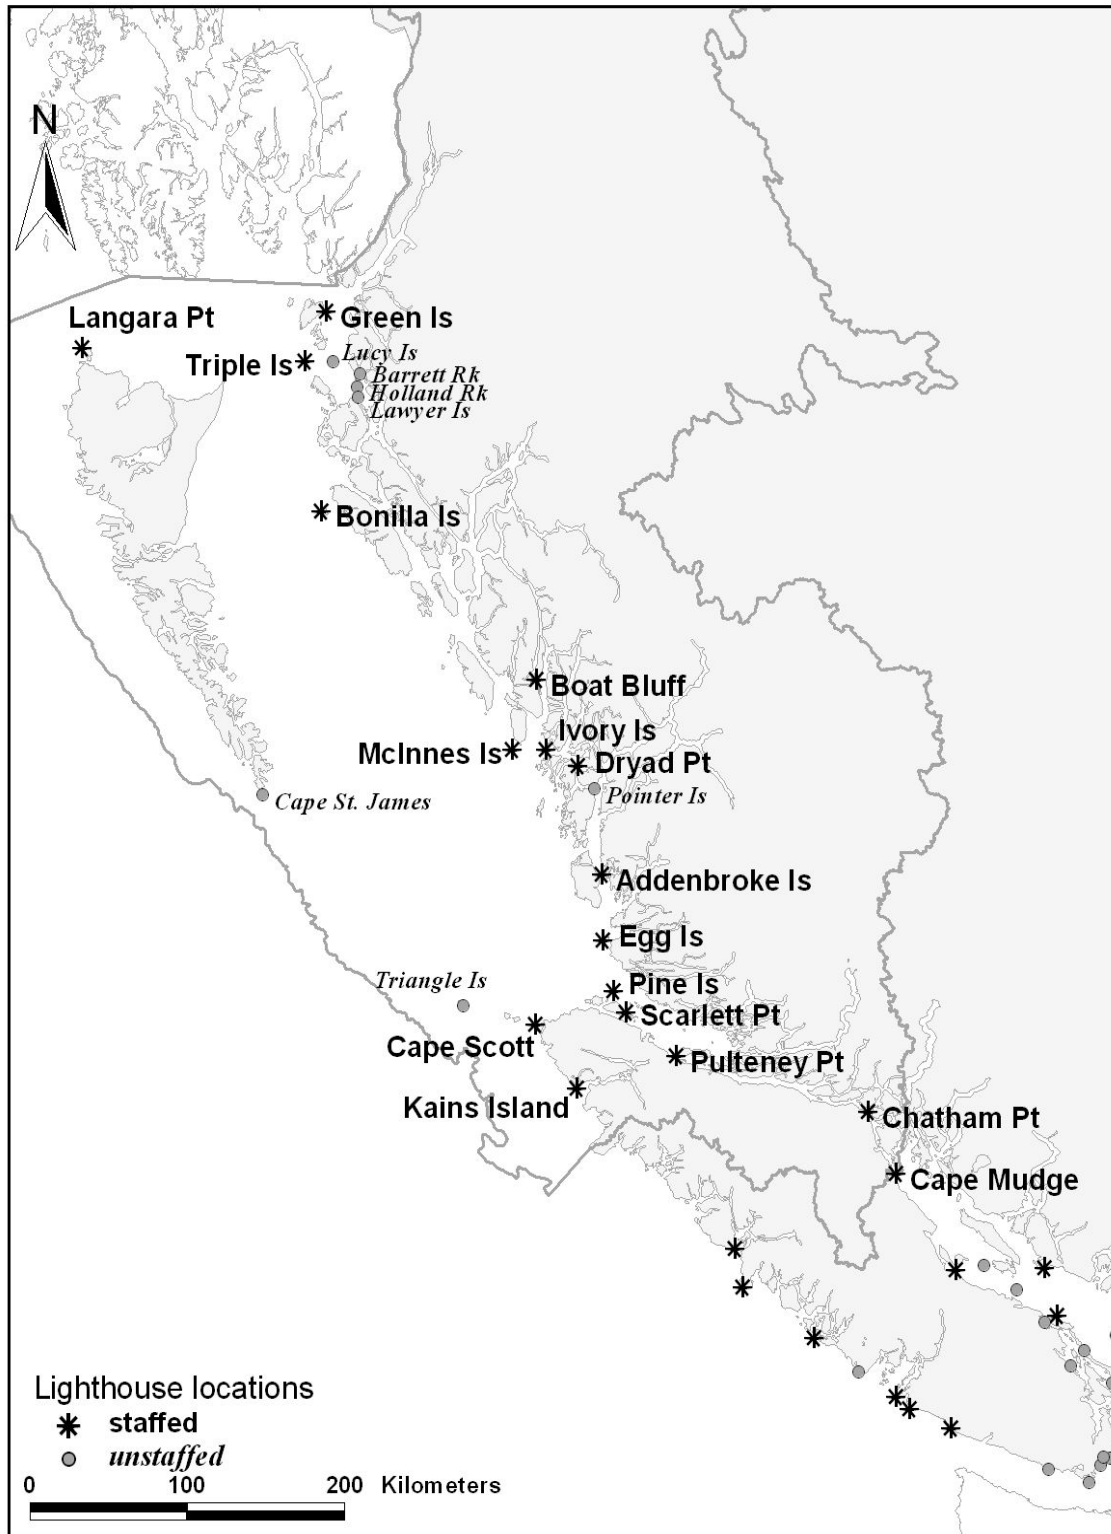 N
Langara Pt
Green Is
Triple Is
Lucy Is
Barrett Rk
Holland Rk
Lawyer Is
Bonilla Is
Boat Bluff
Ivory Is
McInnes Is
Dryad Pt
Pointer Is
Cape St. James
Addenbroke Is
Egg Is
Triangle Is
Pine Is
Scarlett Pt
Cape Scott
Pulteney Pt
Kains Island
Chatham Pt
Cape Mudge
Lighthouse locations
staffed
unstaffed
0 100 200 Kilometers